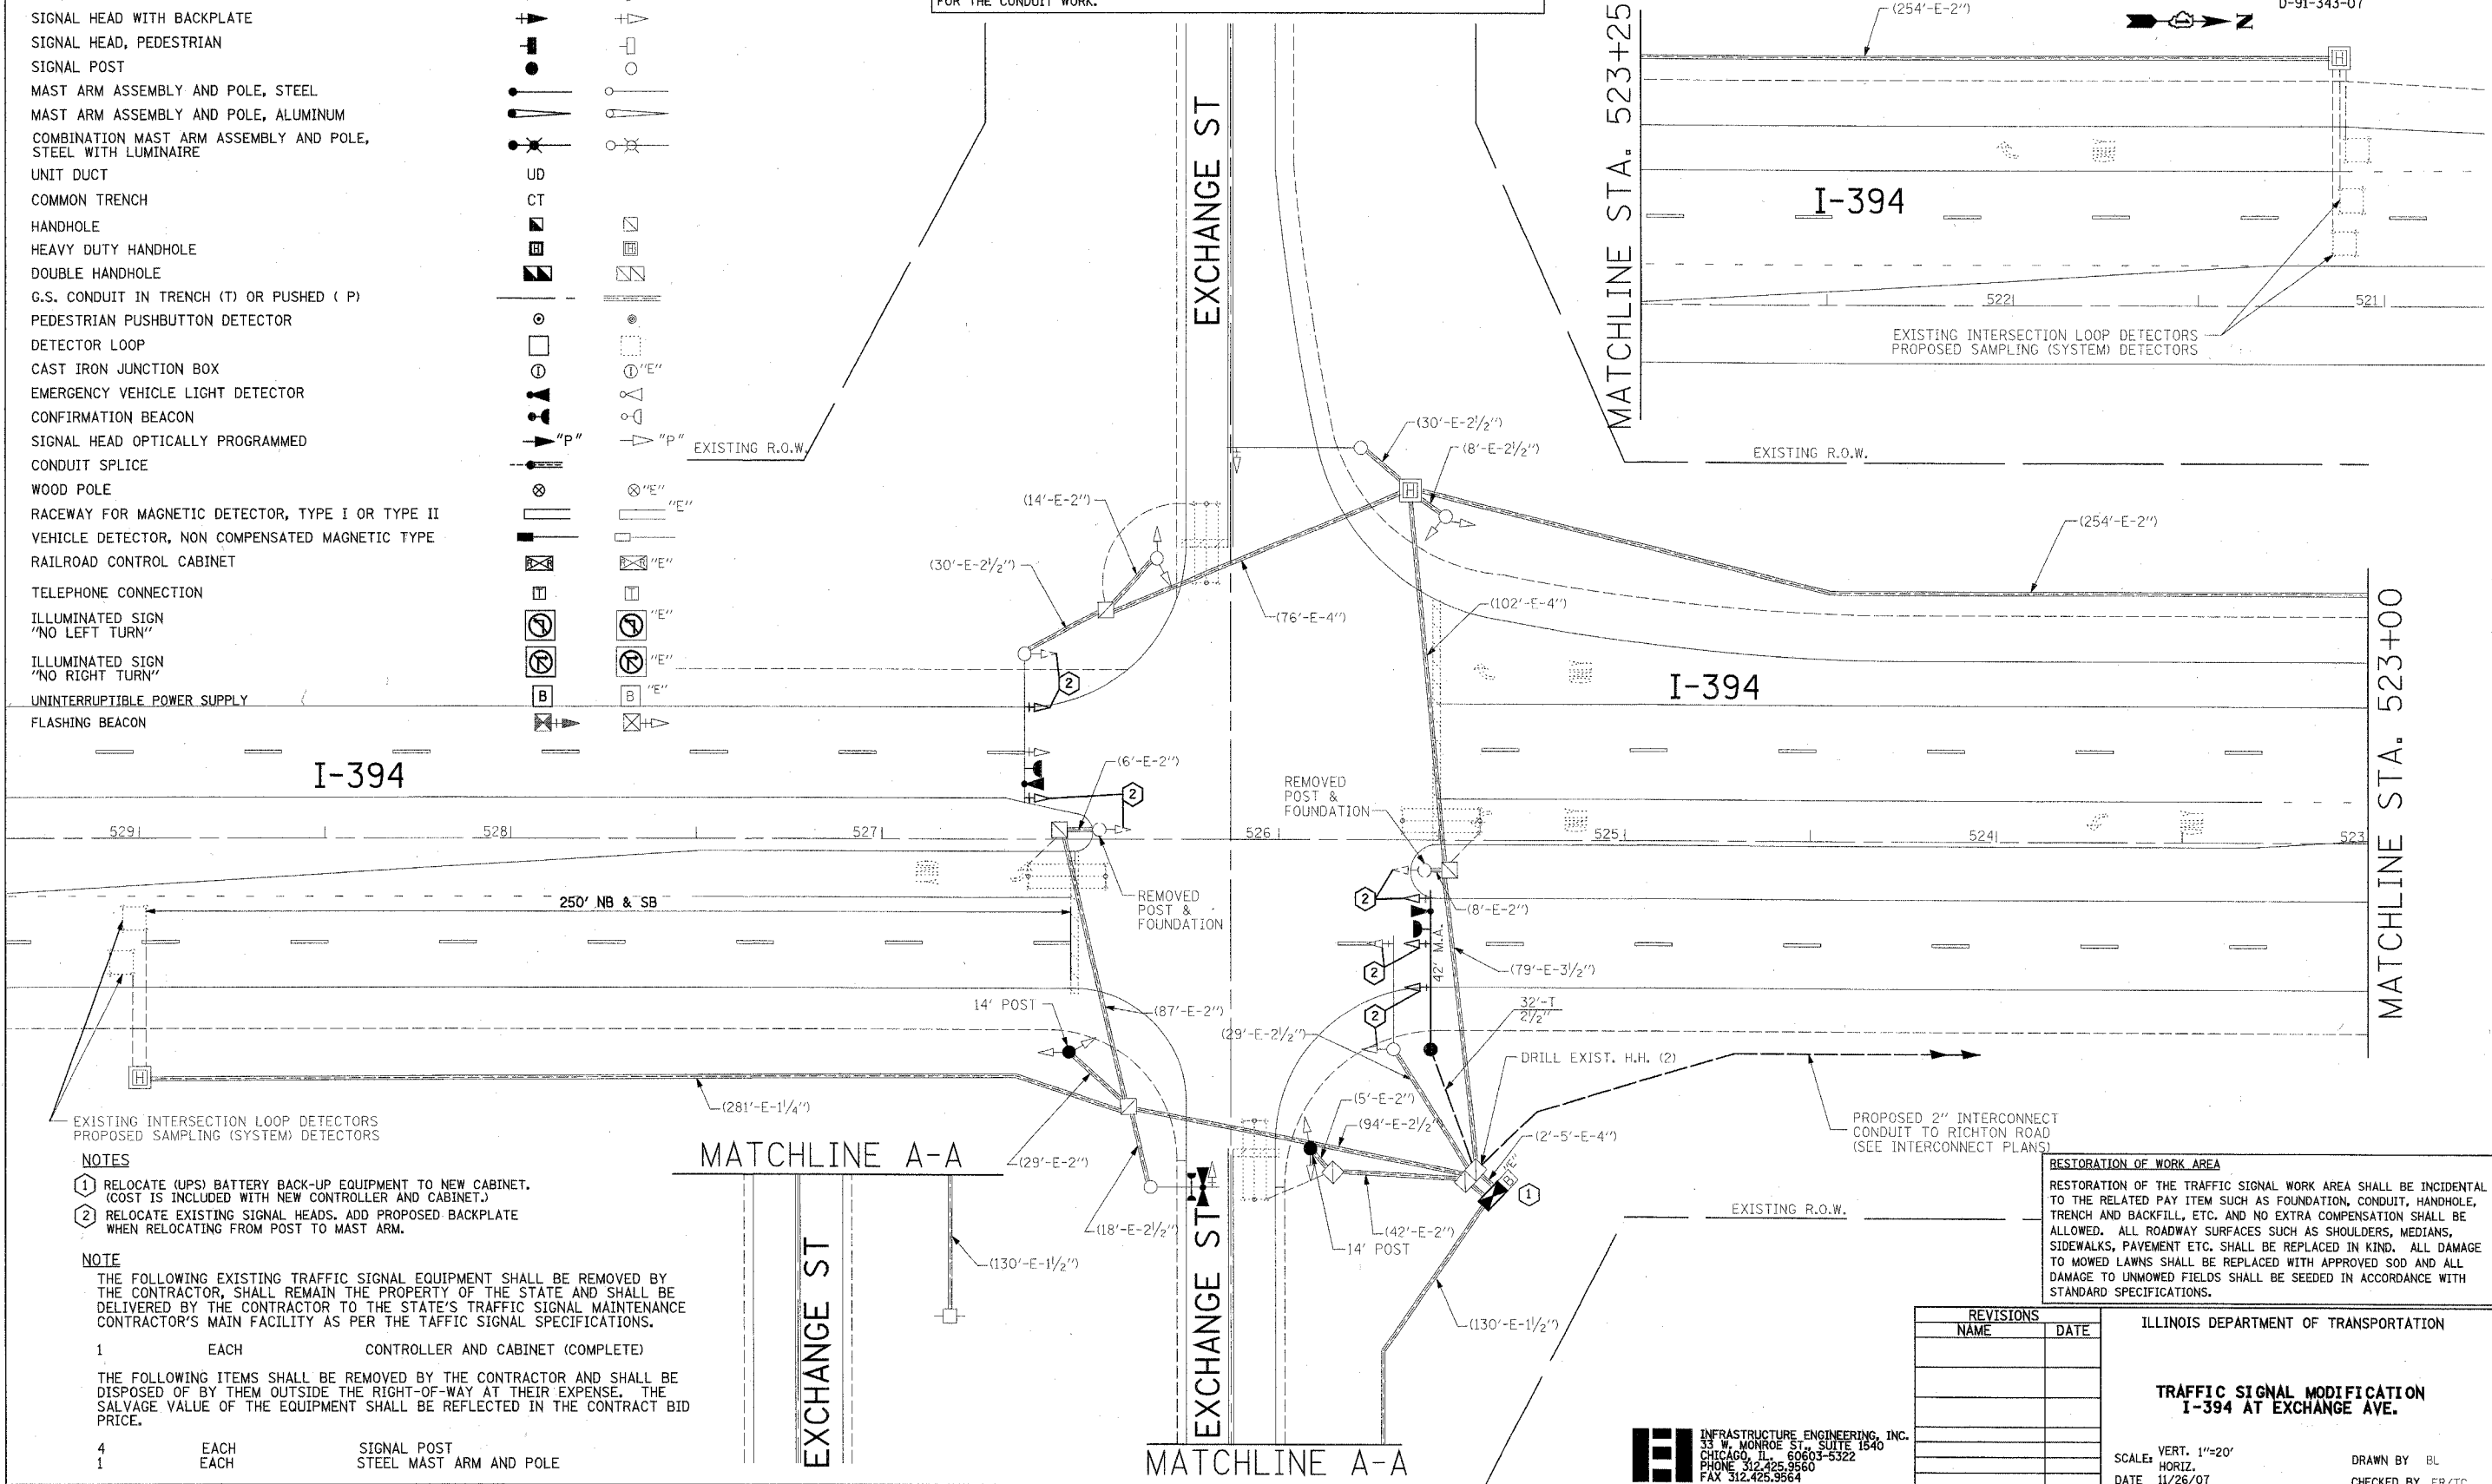 SIGNAL HEAD WITH BACKPLATE
SIGNAL HEAD, PEDESTRIAN
SIGNAL POST
MAST ARM ASSEMBLY AND POLE, STEEL
MAST ARM ASSEMBLY AND POLE, ALUMINUM
COMBINATION MAST ARM ASSEMBLY AND POLE,
STEEL WITH LUMINAIRE
UNIT DUCT UD
COMMON TRENCH CT
HANDHOLE
HEAVY DUTY HANDHOLE H H
DOUBLE HANDHOLE
G.S. CONDUIT IN TRENCH (T) OR PUSHED ( P)
PEDESTRIAN PUSHBUTTON DETECTOR
DETECTOR LOOP
CAST IRON JUNCTION BOX I I "E"
EMERGENCY VEHICLE LIGHT DETECTOR
CONFIRMATION BEACON
SIGNAL HEAD OPTICALLY PROGRAMMED "P" "P"
CONDUIT SPLICE
WOOD POLE "E"
RACEWAY FOR MAGNETIC DETECTOR, TYPE I OR TYPE II "E"
VEHICLE DETECTOR, NON COMPENSATED MAGNETIC TYPE
RAILROAD CONTROL CABINET "E"
TELEPHONE CONNECTION T T
ILLUMINATED SIGN
"NO LEFT TURN" "E"
ILLUMINATED SIGN
"NO RIGHT TURN" "E"
UNINTERRUPTIBLE POWER SUPPLY B B "E"
FLASHING BEACON
FOR THE CONDUIT WORK.
D-91-343-07
N
(254'-E-2")
H
MATCHLINE STA. 523+25
I-394
522
521
EXISTING INTERSECTION LOOP DETECTORS
PROPOSED SAMPLING (SYSTEM) DETECTORS
EXISTING R.O.W.
EXISTING R.O.W.
EXCHANGE ST
(30'-E-2½")
(8'-E-2½")
H
(14'-E-2")
(30'-E-2½")
(76'-E-4")
(102'-E-4")
(254'-E-2")
2
I-394
MATCHLINE STA. 523+00
I-394
(6'-E-2")
2
REMOVED
POST &
FOUNDATION
529
528
527
526
525
524
523
REMOVED
POST &
FOUNDATION
250' NB & SB
2
(8'-E-2")
42' M.A.
2
(79'-E-3½")
2
32'-T
2½"
14' POST
(87'-E-2")
(29'-E-2½")
DRILL EXIST. H.H. (2)
H
(281'-E-1¼")
(5'-E-2")
(94'-E-2½"
(2'-5'-E-4")
PROPOSED 2" INTERCONNECT
CONDUIT TO RICHTON ROAD
(SEE INTERCONNECT PLANS)
EXISTING INTERSECTION LOOP DETECTORS
PROPOSED SAMPLING (SYSTEM) DETECTORS
MATCHLINE A-A
(29'-E-2")
B "E"
1
(18'-E-2½")
(42'-E-2")
14' POST
(130'-E-1½")
(130'-E-1½")
EXISTING R.O.W.
EXCHANGE ST
EXCHANGE ST
MATCHLINE A-A
NOTES
1 RELOCATE (UPS) BATTERY BACK-UP EQUIPMENT TO NEW CABINET.
(COST IS INCLUDED WITH NEW CONTROLLER AND CABINET.)
2 RELOCATE EXISTING SIGNAL HEADS. ADD PROPOSED BACKPLATE
WHEN RELOCATING FROM POST TO MAST ARM.
NOTE
THE FOLLOWING EXISTING TRAFFIC SIGNAL EQUIPMENT SHALL BE REMOVED BY
THE CONTRACTOR, SHALL REMAIN THE PROPERTY OF THE STATE AND SHALL BE
DELIVERED BY THE CONTRACTOR TO THE STATE'S TRAFFIC SIGNAL MAINTENANCE
CONTRACTOR'S MAIN FACILITY AS PER THE TAFFIC SIGNAL SPECIFICATIONS.
1 EACH CONTROLLER AND CABINET (COMPLETE)
THE FOLLOWING ITEMS SHALL BE REMOVED BY THE CONTRACTOR AND SHALL BE
DISPOSED OF BY THEM OUTSIDE THE RIGHT-OF-WAY AT THEIR EXPENSE. THE
SALVAGE VALUE OF THE EQUIPMENT SHALL BE REFLECTED IN THE CONTRACT BID
PRICE.
4 EACH SIGNAL POST
1 EACH STEEL MAST ARM AND POLE
RESTORATION OF WORK AREA
RESTORATION OF THE TRAFFIC SIGNAL WORK AREA SHALL BE INCIDENTAL
TO THE RELATED PAY ITEM SUCH AS FOUNDATION, CONDUIT, HANDHOLE,
TRENCH AND BACKFILL, ETC. AND NO EXTRA COMPENSATION SHALL BE
ALLOWED. ALL ROADWAY SURFACES SUCH AS SHOULDERS, MEDIANS,
SIDEWALKS, PAVEMENT ETC. SHALL BE REPLACED IN KIND. ALL DAMAGE
TO MOWED LAWNS SHALL BE REPLACED WITH APPROVED SOD AND ALL
DAMAGE TO UNMOWED FIELDS SHALL BE SEEDED IN ACCORDANCE WITH
STANDARD SPECIFICATIONS.
INFRASTRUCTURE ENGINEERING, INC.
33 W. MONROE ST., SUITE 1540
CHICAGO, IL. 60603-5322
PHONE 312.425.9560
FAX 312.425.9564
REVISIONS
NAME DATE
ILLINOIS DEPARTMENT OF TRANSPORTATION
TRAFFIC SIGNAL MODIFICATION
I-394 AT EXCHANGE AVE.
SCALE: VERT. 1"=20'
HORIZ.
DATE 11/26/07
DRAWN BY BL
CHECKED BY